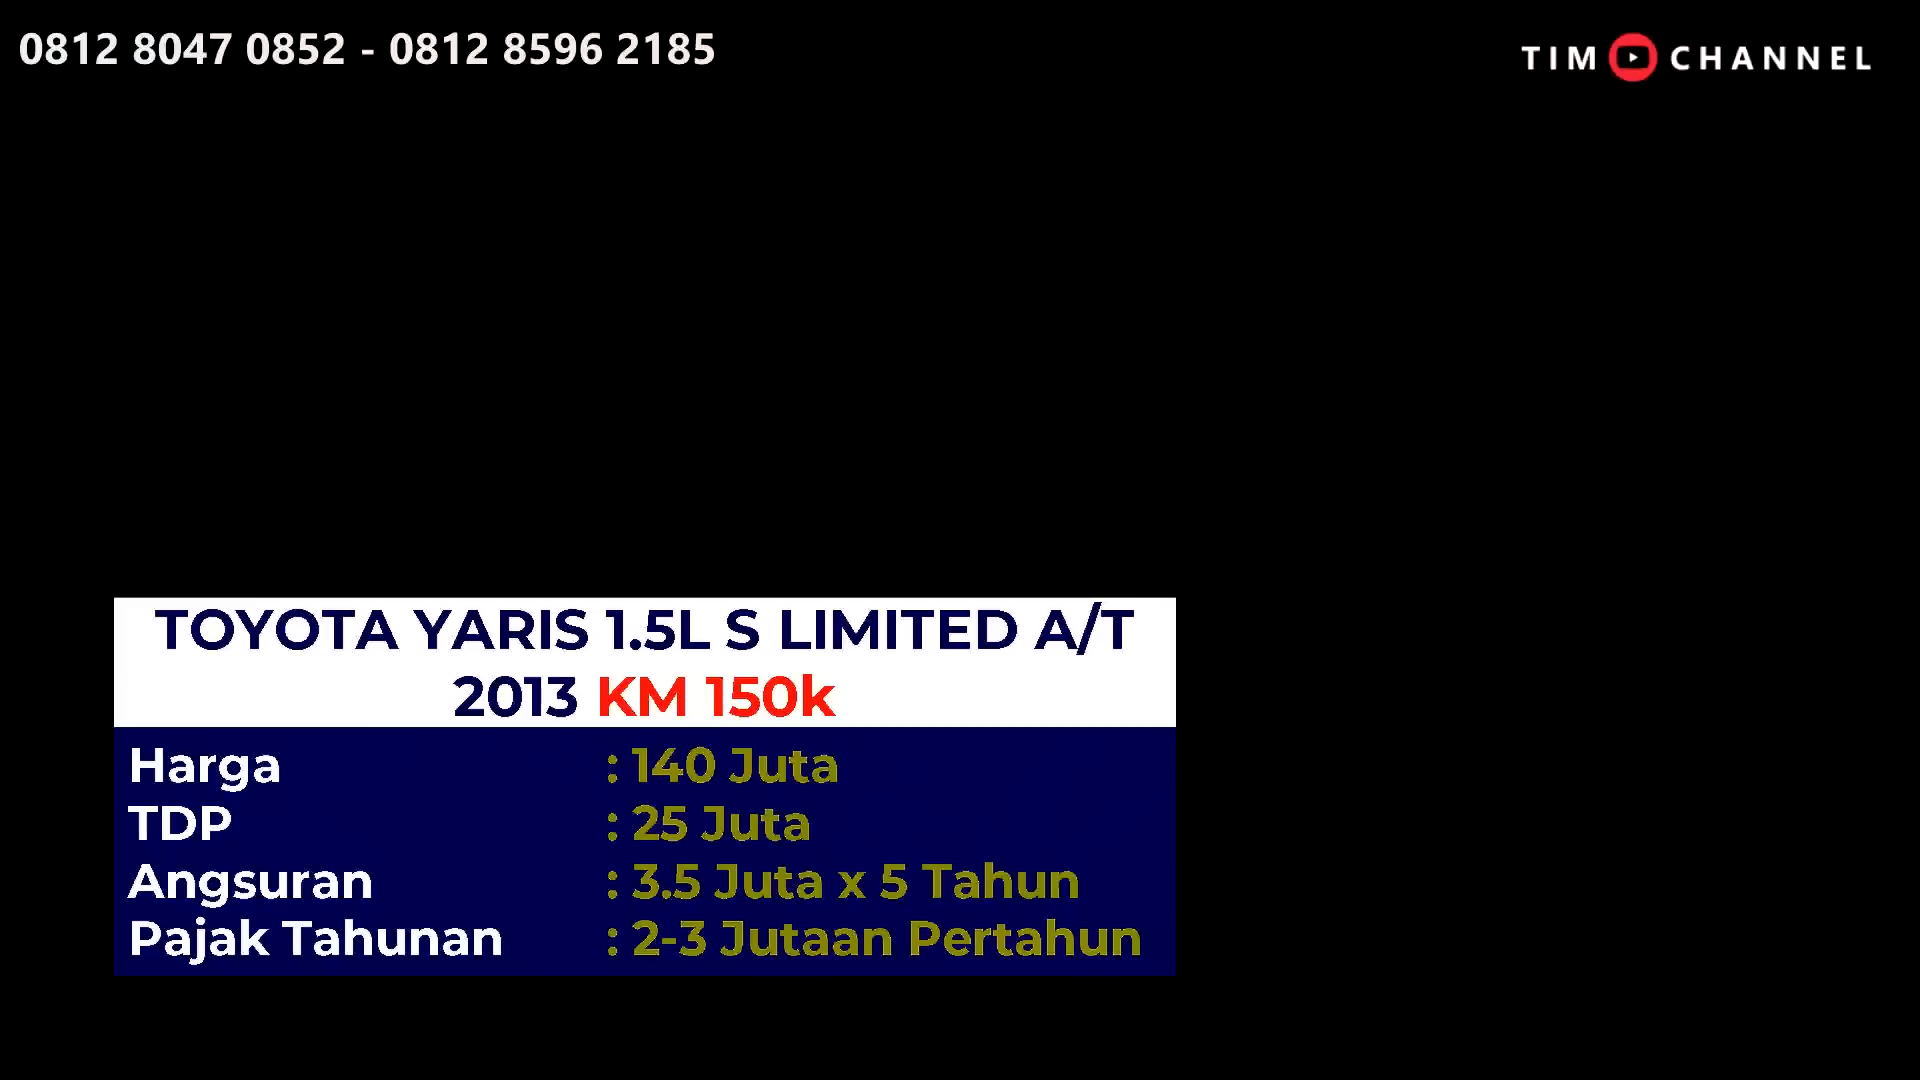 0812 8047 0852 - 0812 8596 2185
TIM CHANNEL
TOYOTA YARIS 1.5L S LIMITED A/T
2013 KM 150k
Harga : 140 Juta
TDP : 25 Juta
Angsuran : 3.5 Juta x 5 Tahun
Pajak Tahunan : 2-3 Jutaan Pertahun